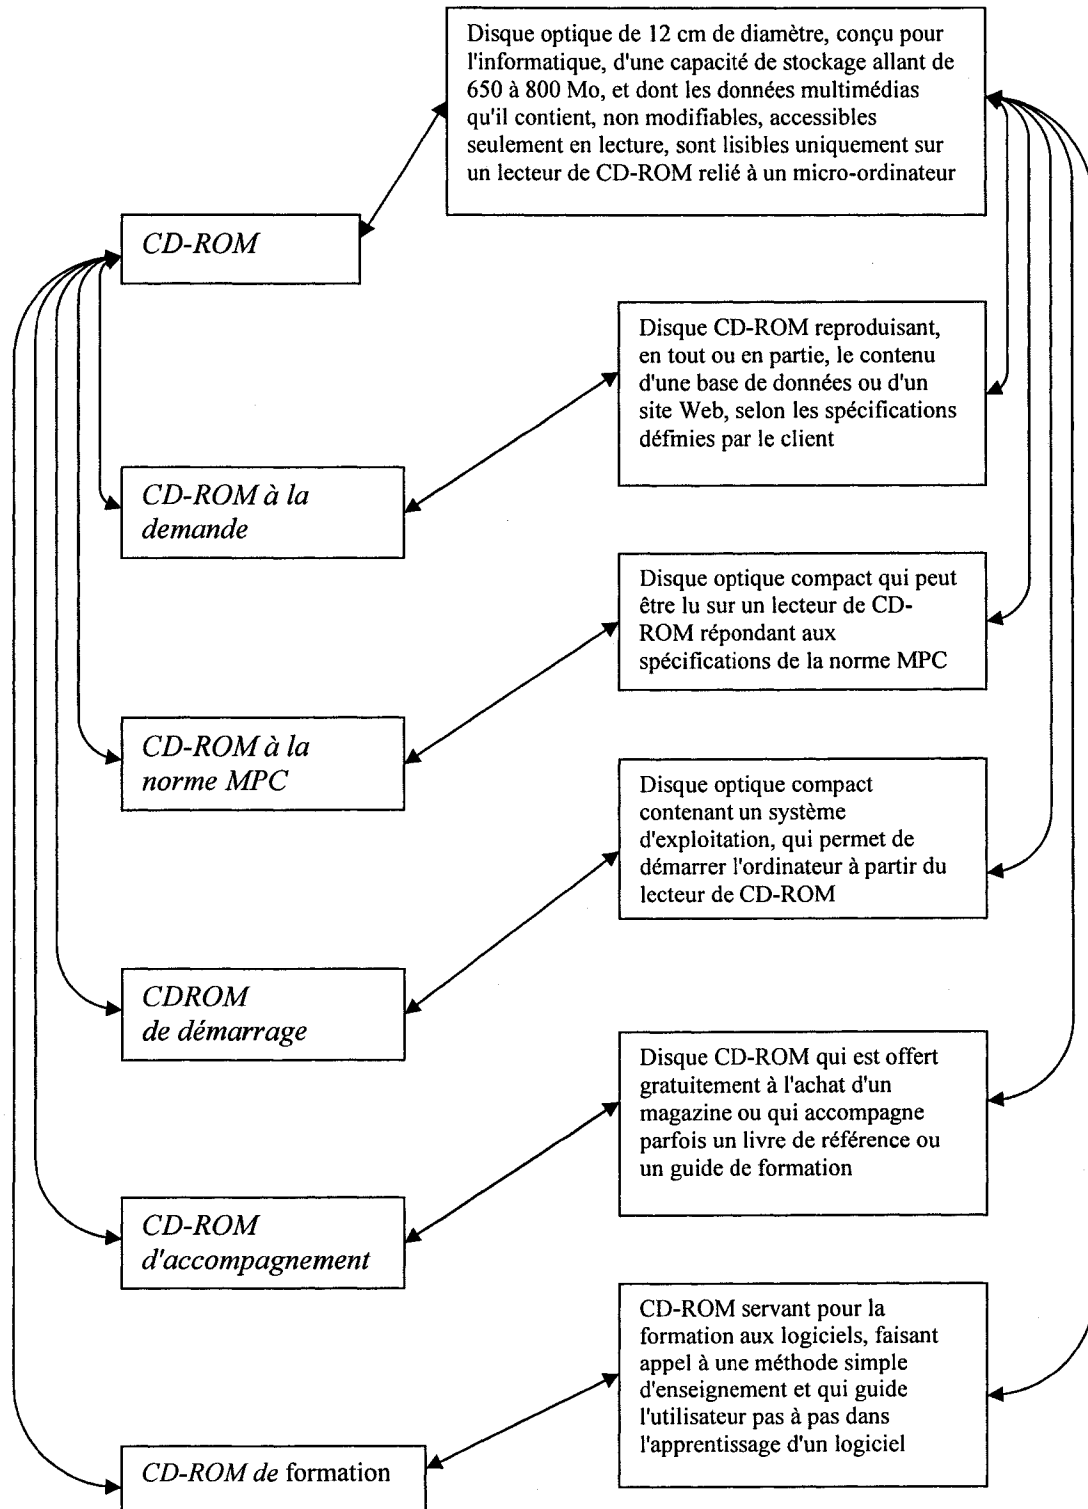 Disque optique de 12 cm de diamètre, conçu pour
l'informatique, d'une capacité de stockage allant de
650 à 800 Mo, et dont les données multimédias
qu'il contient, non modifiables, accessibles
seulement en lecture, sont lisibles uniquement sur
un lecteur de CD-ROM relié à un micro-ordinateur
CD-ROM
Disque CD-ROM reproduisant,
en tout ou en partie, le contenu
d'une base de données ou d'un
site Web, selon les spécifications
définies par le client
CD-ROM à la
demande
Disque optique compact qui peut
être lu sur un lecteur de CD-
ROM répondant aux
spécifications de la norme MPC
CD-ROM à la
norme MPC
Disque optique compact
contenant un système
d'exploitation, qui permet de
démarrer l'ordinateur à partir du
lecteur de CD-ROM
CDROM
de démarrage
Disque CD-ROM qui est offert
gratuitement à l'achat d'un
magazine ou qui accompagne
parfois un livre de référence ou
un guide de formation
CD-ROM
d'accompagnement
CD-ROM servant pour la
formation aux logiciels, faisant
appel à une méthode simple
d'enseignement et qui guide
l'utilisateur pas à pas dans
l'apprentissage d'un logiciel
CD-ROM de formation